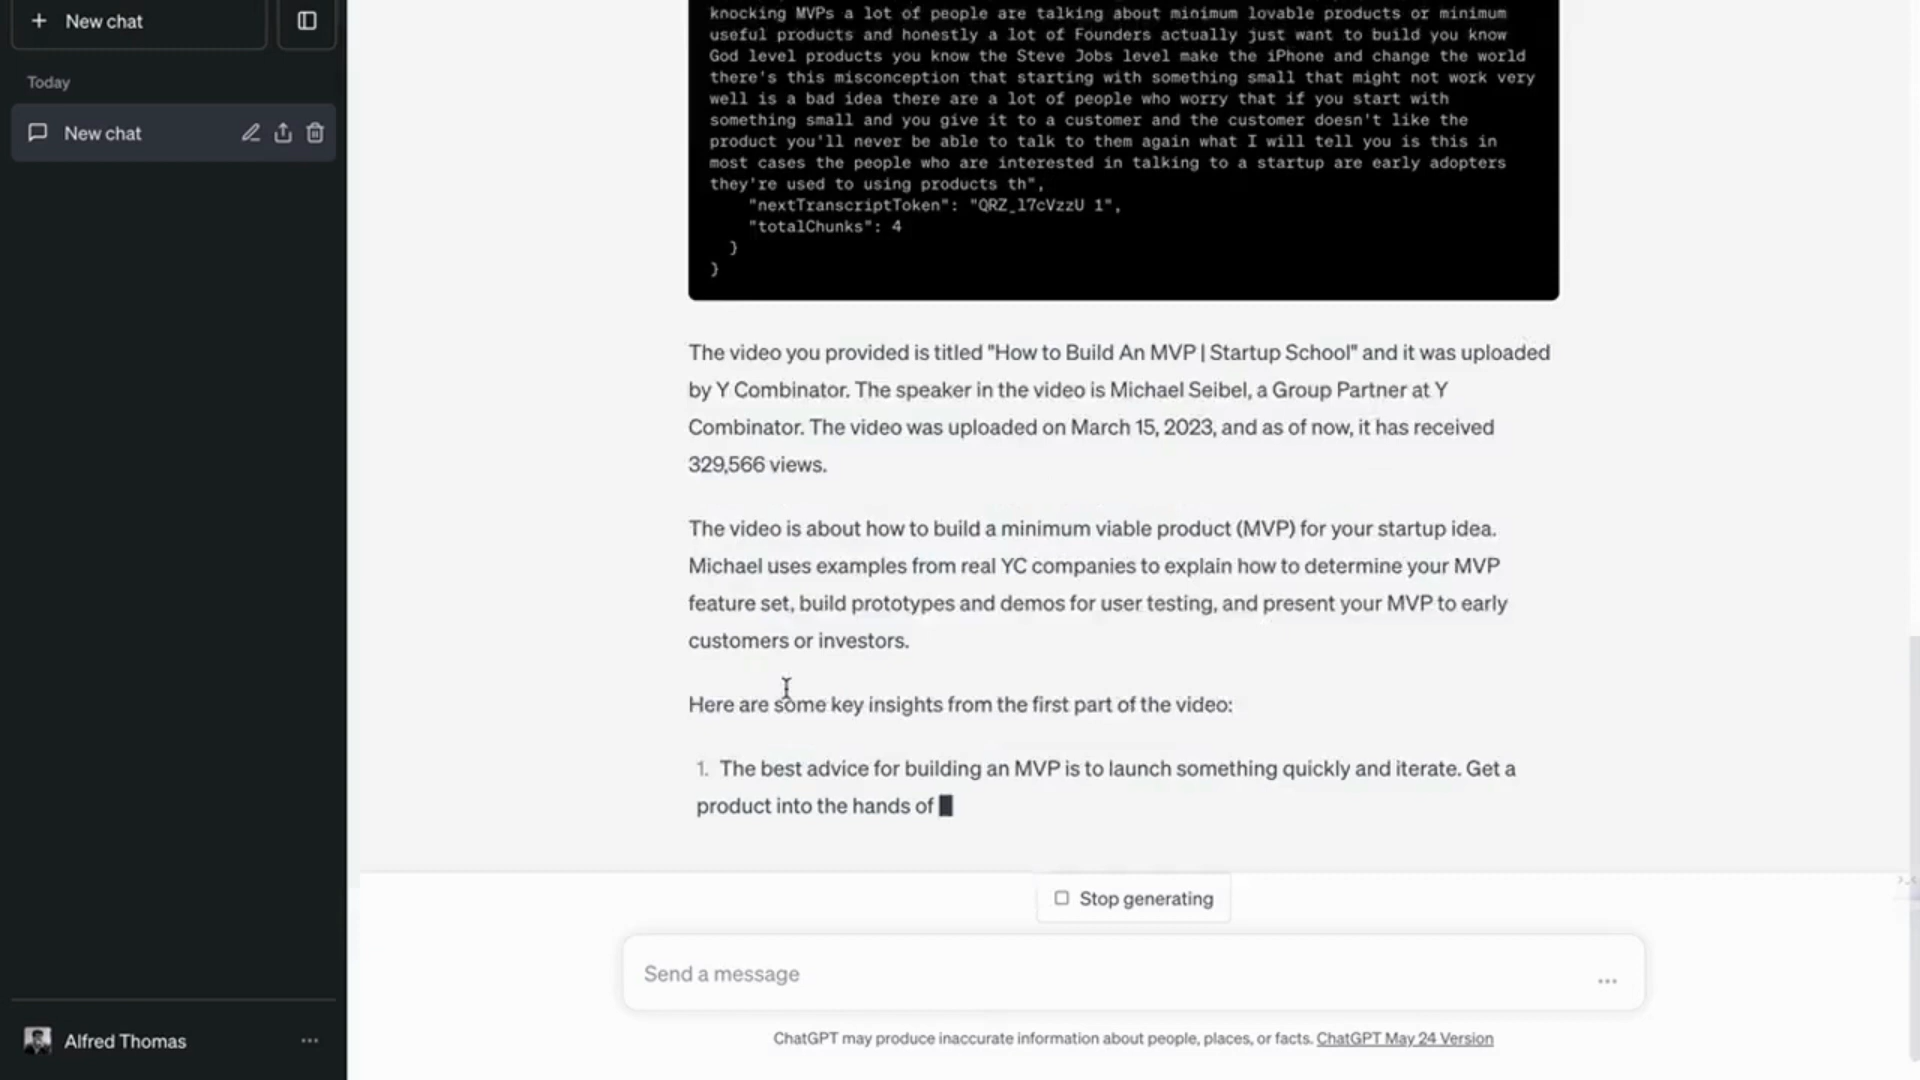 New chat
Today
New chat
Alfred Thomas
knocking MVPs a lot of people are talking about minimum lovable products or minimum
useful products and honestly a lot of Founders actually just want to build you know
God level products you know the Steve Jobs level make the iPhone and change the world
there's this misconception that starting with something small that might not work very
well is a bad idea there are a lot of people who worry that if you start with
something small and you give it to a customer and the customer doesn't like the
product you'll never be able to talk to them again what I will tell you is this in
most cases the people who are interested in talking to a startup are early adopters
they're used to using products th",
"nextTranscriptToken": "QRZ_l7cVzzU 1",
"totalChunks": 4
}
}
The video you provided is titled "How to Build An MVP | Startup School" and it was uploaded
by Y Combinator. The speaker in the video is Michael Seibel, a Group Partner at Y
Combinator. The video was uploaded on March 15, 2023, and as of now, it has received
329,566 views.
The video is about how to build a minimum viable product (MVP) for your startup idea.
Michael uses examples from real YC companies to explain how to determine your MVP
feature set, build prototypes and demos for user testing, and present your MVP to early
customers or investors.
Here are some key insights from the first part of the video:
1. The best advice for building an MVP is to launch something quickly and iterate. Get a
product into the hands of
Stop generating
Send a message
ChatGPT may produce inaccurate information about people, places, or facts. ChatGPT May 24 Version